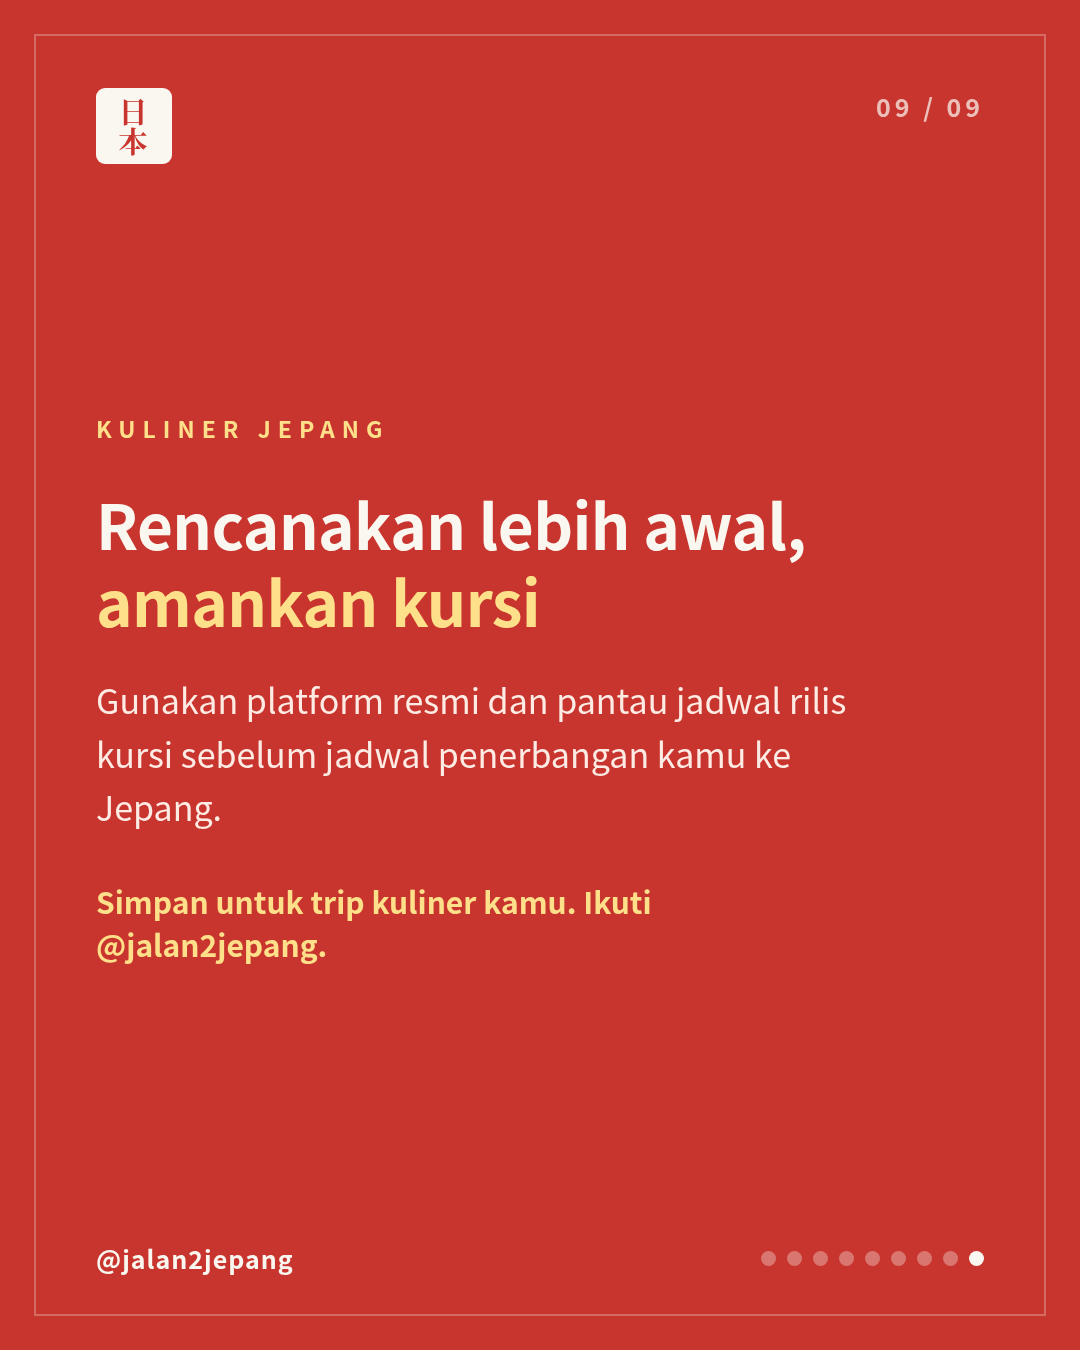 日本
09 / 09
KULINER JEPANG
Rencanakan lebih awal,
amankan kursi
Gunakan platform resmi dan pantau jadwal rilis
kursi sebelum jadwal penerbangan kamu ke
Jepang.
Simpan untuk trip kuliner kamu. Ikuti
@jalan2jepang.
@jalan2jepang